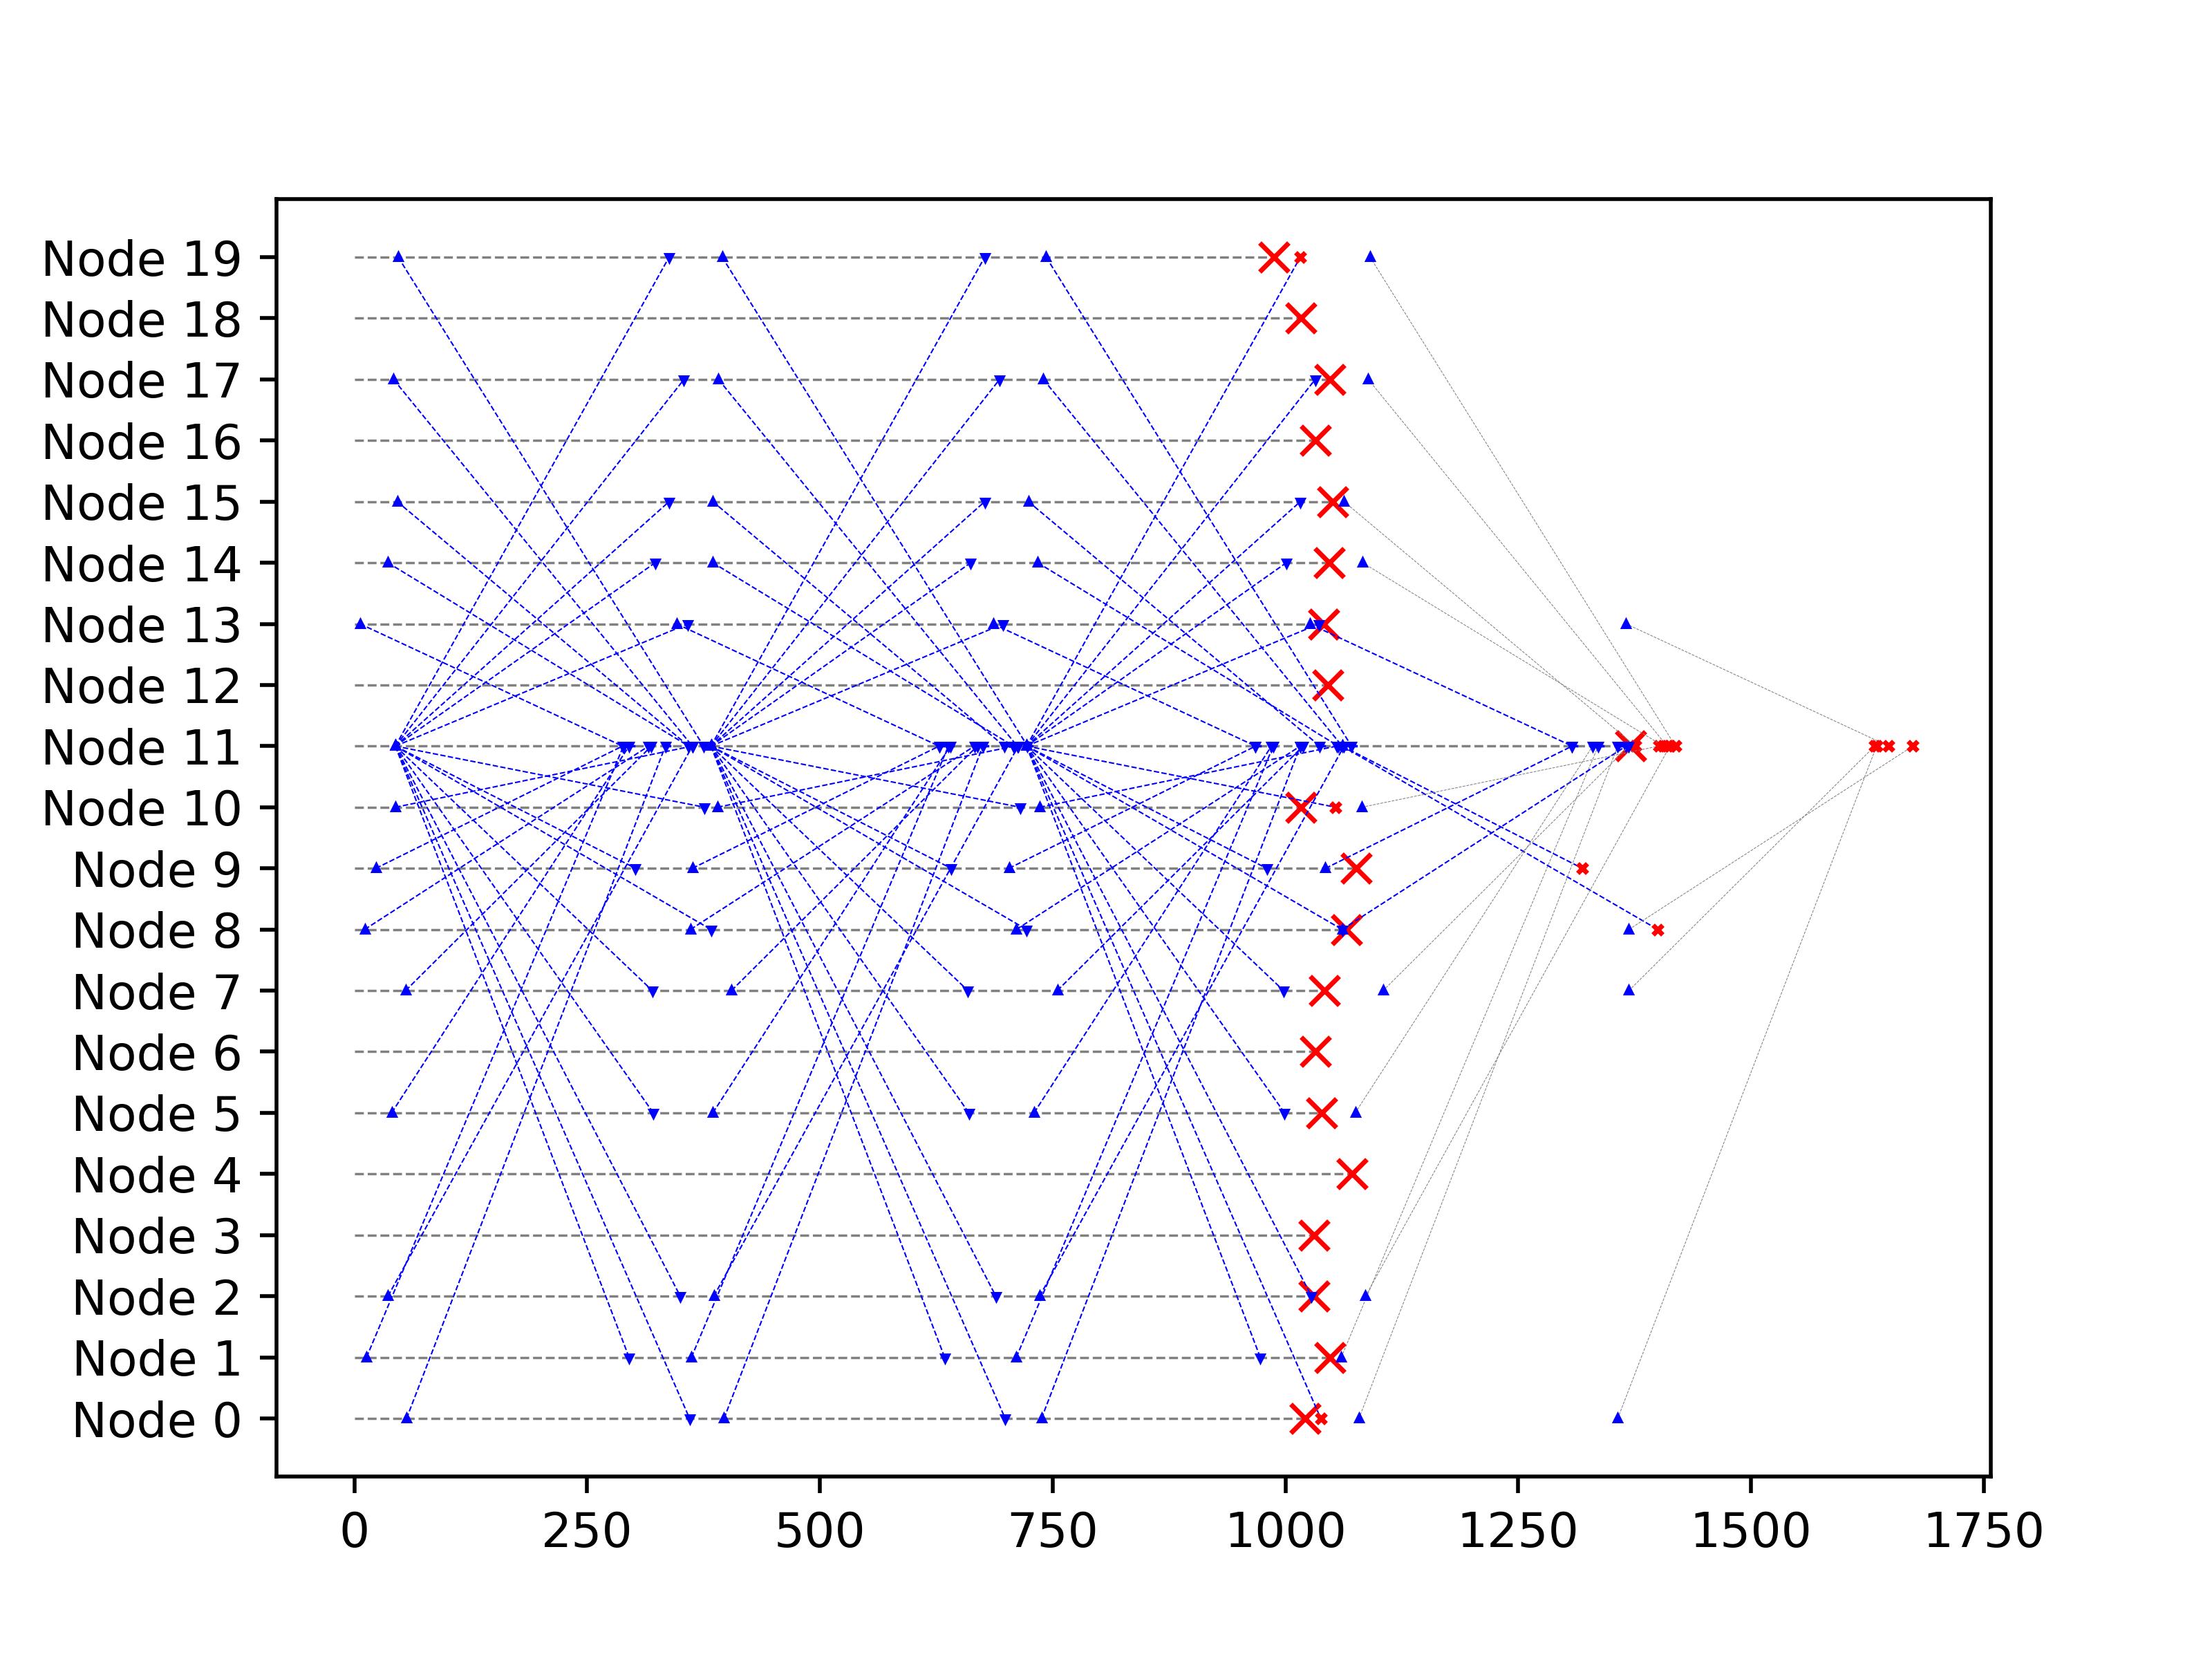 Node 19
Node 18
Node 17
Node 16
Node 15
Node 14
Node 13
Node 12
Node 11
Node 10
Node 9
Node 8
Node 7
Node 6
Node 5
Node 4
Node 3
Node 2
Node 1
Node 0
0 250 500 750 1000 1250 1500 1750